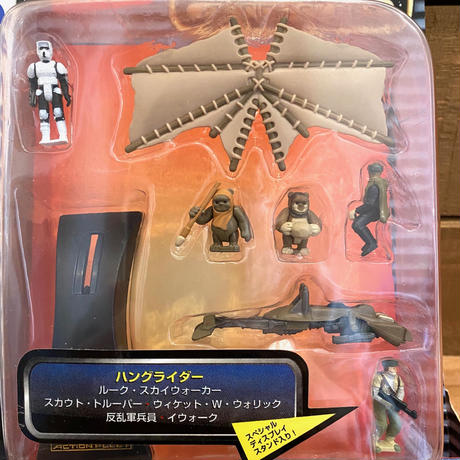 ハングライダー
ルーク・スカイウォーカー
スカウト・トルーパー ウィケット・W・ウォリック
反乱軍兵員 イウォーク
スペシャル
ディスプレイ
スタンド入り!
ACTION FLEET